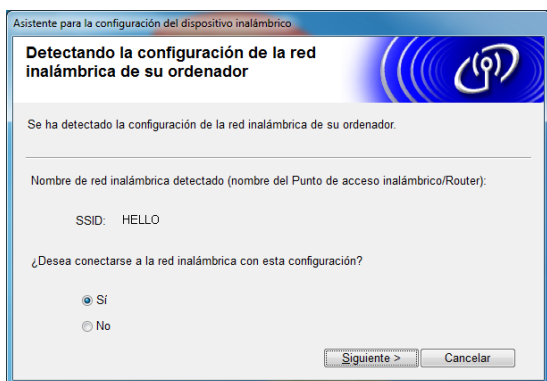 Asistente para la configuración del dispositivo inalámbrico
Detectando la configuración de la red
inalámbrica de su ordenador
Se ha detectado la configuración de la red inalámbrica de su ordenador.
Nombre de red inalámbrica detectado (nombre del Punto de acceso inalámbrico/Router):
SSID: HELLO
¿Desea conectarse a la red inalámbrica con esta configuración?
Sí
No
Siguiente > Cancelar